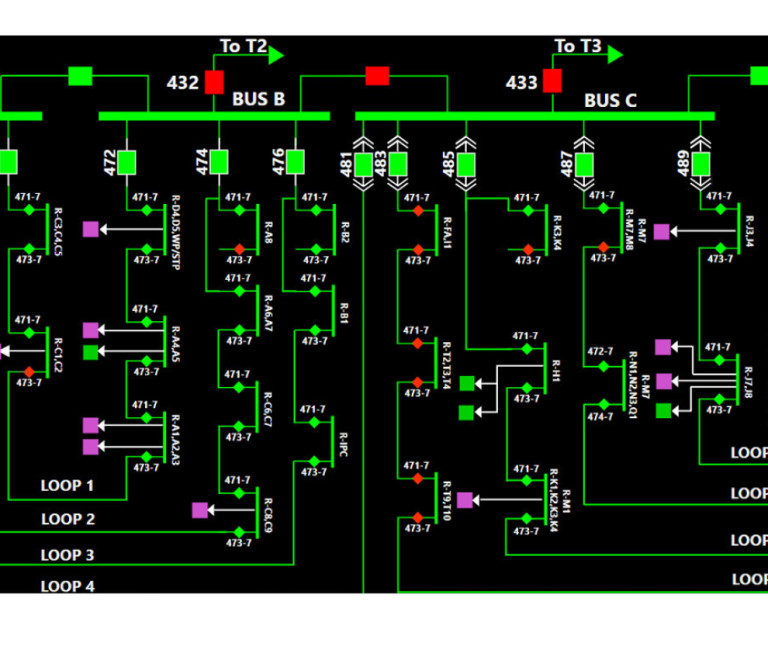 To T2
To T3
432
433
BUS B
BUS C
472
474
476
481
483
485
487
489
471-7
R-C3,C4,C5
473-7
471-7
R-C1,C2
473-7
471-7
R-D4,D5,WP/STP
473-7
471-7
R-A4,A5
473-7
471-7
R-A1,A2,A3
473-7
471-7
R-A8
473-7
471-7
R-A6,A7
473-7
471-7
R-C6,C7
473-7
471-7
R-C8,C9
473-7
471-7
R-B2
473-7
471-7
R-B1
473-7
471-7
R-IPC
473-7
471-7
R-FA,I1
473-7
471-7
R-T2,T3,T4
473-7
471-7
R-T9,T10
473-7
471-7
R-K3,K4
473-7
471-7
R-H1
473-7
471-7
R-M1
R-K1,K2,K3,K4
473-7
471-7
R-M7
R-M7,M8
473-7
472-7
R-M7
R-N1,N2,N3,Q1
474-7
471-7
R-J3,J4
473-7
471-7
R-J7,J8
473-7
LOOP 1
LOOP 2
LOOP 3
LOOP 4
LOOP
LOOP
LOOP
LOOP